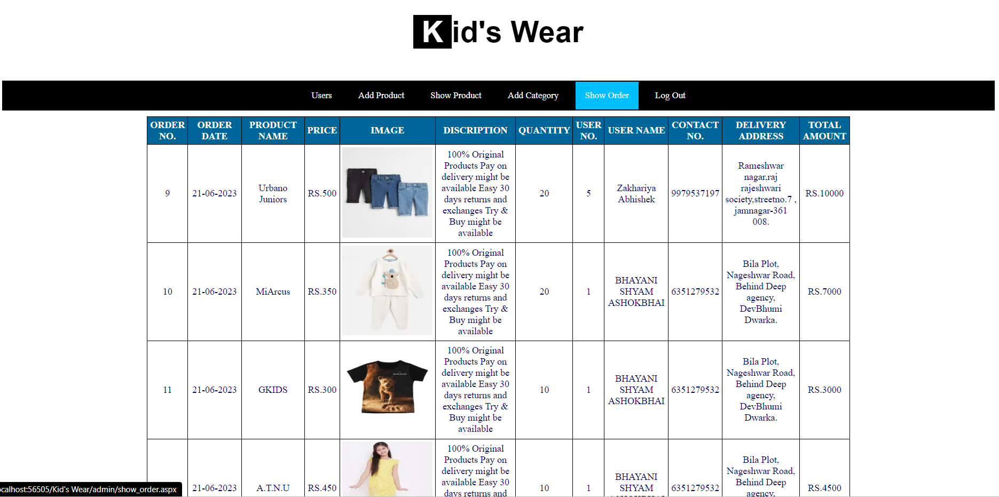 Kid's Wear
Users Add Product Show Product Add Category Show Order Log Out
ORDER NO. ORDER DATE PRODUCT NAME PRICE IMAGE DISCRIPTION QUANTITY USER NO. USER NAME CONTACT NO. DELIVERY ADDRESS TOTAL AMOUNT
9
21-06-2023
Urbano
Juniors
RS.500
100% Original
Products Pay on
delivery might be
available Easy 30
days returns and
exchanges Try &
Buy might be
available
20
5
Zakhariya
Abhishek
9979537197
Rameshwar
nagar,raj
rajeshwari
society,streetno.7 ,
jamnagar-361
008.
RS.10000
10
21-06-2023
MiArcus
RS.350
100% Original
Products Pay on
delivery might be
available Easy 30
days returns and
exchanges Try &
Buy might be
available
20
1
BHAYANI
SHYAM
ASHOKBHAI
6351279532
Bila Plot,
Nageshwar Road,
Behind Deep
agency,
DevBhumi
Dwarka.
RS.7000
11
21-06-2023
GKIDS
RS.300
100% Original
Products Pay on
delivery might be
available Easy 30
days returns and
exchanges Try &
Buy might be
available
10
1
BHAYANI
SHYAM
ASHOKBHAI
6351279532
Bila Plot,
Nageshwar Road,
Behind Deep
agency,
DevBhumi
Dwarka.
RS.3000
21-06-2023
A.T.N.U
RS.450
100% Original
Products Pay on
delivery might be
available Easy 30
days returns and
10
1
BHAYANI
SHYAM
6351279532
Bila Plot,
Nageshwar Road,
Behind Deep
agency,
RS.4500
ocalhost:56505/Kid's Wear/admin/show_order.aspx